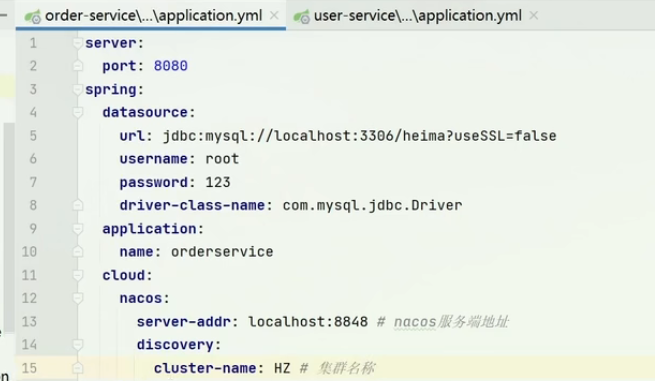 order-service\...\application.yml
user-service\...\application.yml
1 server:
2 port: 8080
3 spring:
4 datasource:
5 url: jdbc:mysql://localhost:3306/heima?useSSL=false
6 username: root
7 password: 123
8 driver-class-name: com.mysql.jdbc.Driver
9 application:
10 name: orderservice
11 cloud:
12 nacos:
13 server-addr: localhost:8848 # nacos服务端地址
14 discovery:
15 cluster-name: HZ # 集群名称